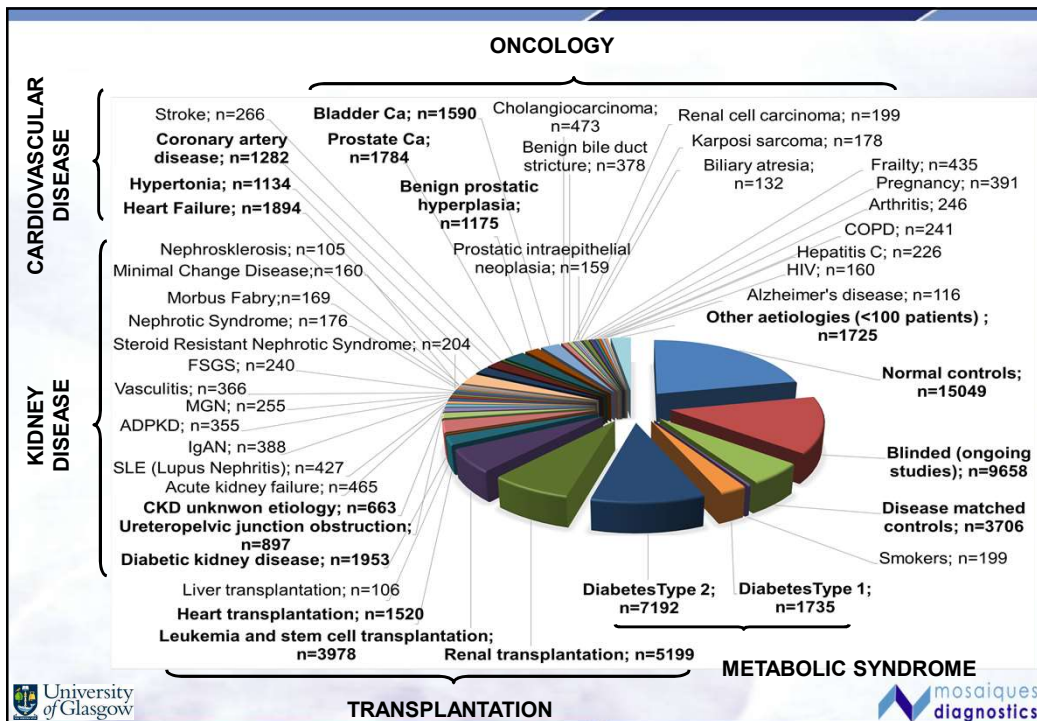 ONCOLOGY
CARDIOVASCULAR
DISEASE
Stroke; n=266
Coronary artery
disease; n=1282
Hypertonia; n=1134
Heart Failure; n=1894
Bladder Ca; n=1590
Prostate Ca;
n=1784
Benign prostatic
hyperplasia;
n=1175
Cholangiocarcinoma;
n=473
Benign bile duct
stricture; n=378
Prostatic intraepithelial
neoplasia; n=159
Renal cell carcinoma; n=199
Karposi sarcoma; n=178
Biliary atresia;
n=132
Frailty; n=435
Pregnancy; n=391
Arthritis; 246
COPD; n=241
Hepatitis C; n=226
HIV; n=160
Alzheimer's disease; n=116
Other aetiologies (<100 patients) ;
n=1725
KIDNEY
DISEASE
Nephrosklerosis; n=105
Minimal Change Disease;n=160
Morbus Fabry;n=169
Nephrotic Syndrome; n=176
Steroid Resistant Nephrotic Syndrome; n=204
FSGS; n=240
Vasculitis; n=366
MGN; n=255
ADPKD; n=355
IgAN; n=388
SLE (Lupus Nephritis); n=427
Acute kidney failure; n=465
CKD unknwon etiology; n=663
Ureteropelvic junction obstruction;
n=897
Diabetic kidney disease; n=1953
Normal controls;
n=15049
Blinded (ongoing
studies); n=9658
Disease matched
controls; n=3706
Smokers; n=199
DiabetesType 2;
n=7192
DiabetesType 1;
n=1735
METABOLIC SYNDROME
Liver transplantation; n=106
Heart transplantation; n=1520
Leukemia and stem cell transplantation;
n=3978
Renal transplantation; n=5199
TRANSPLANTATION
University
of Glasgow
mosaiques
diagnostics